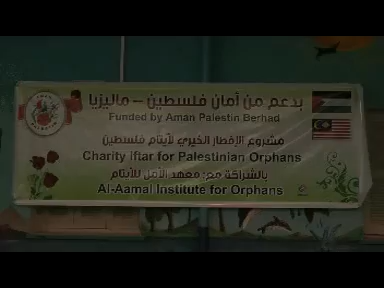 بدعم من أمان فلسطين - ماليزيا
Funded by Aman Palestin Berhad
مشروع الإفطار الخيري لأيتام فلسطين
Charity Iftar for Palestinian Orphans
بالشراكة مع: معهد الأمل للأيتام
Al-Aamal Institute for Orphans